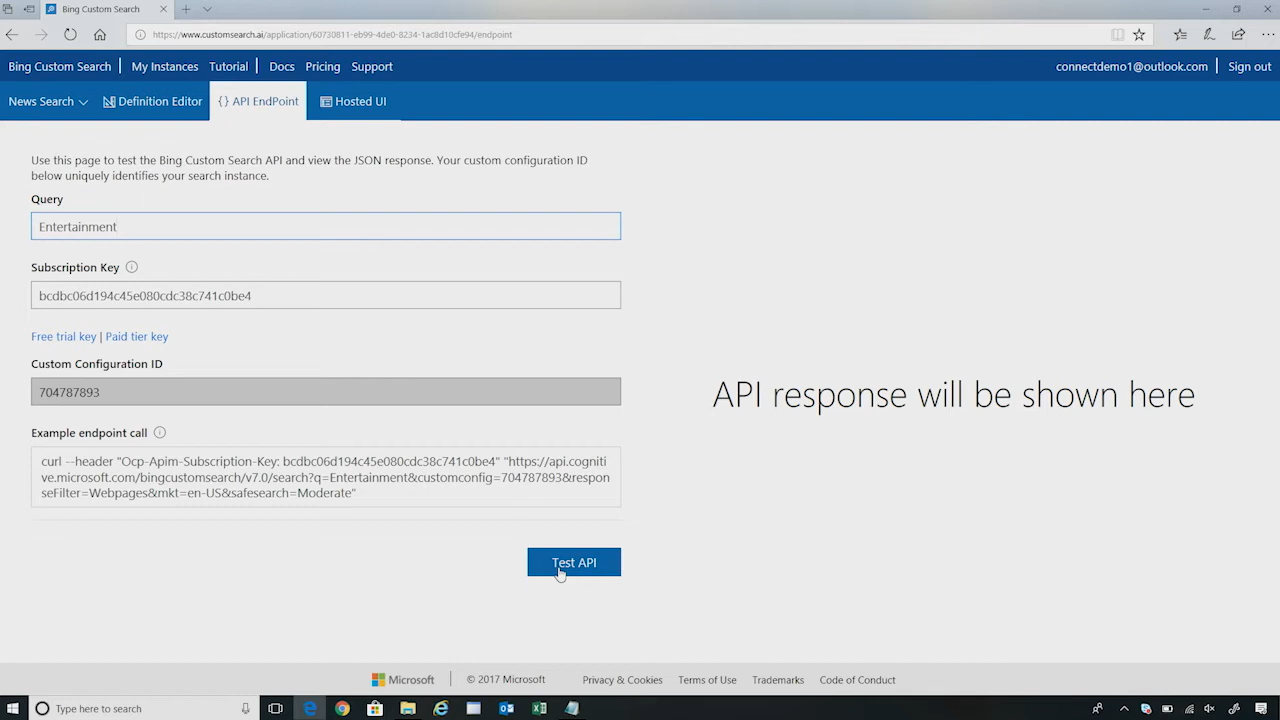 Bing Custom Search
https://www.customsearch.ai/application/60730811-eb99-4de0-8234-1ac8d10cfe94/endpoint
Bing Custom Search | My Instances Tutorial | Docs Pricing Support
connectdemo1@outlook.com | Sign out
News Search Definition Editor {} API EndPoint Hosted UI
Use this page to test the Bing Custom Search API and view the JSON response. Your custom configuration ID
below uniquely identifies your search instance.
Query
Entertainment
Subscription Key
bcdbc06d194c45e080cdc38c741c0be4
Free trial key | Paid tier key
Custom Configuration ID
704787893
Example endpoint call
curl --header "Ocp-Apim-Subscription-Key: bcdbc06d194c45e080cdc38c741c0be4" "https://api.cogniti
ve.microsoft.com/bingcustomsearch/v7.0/search?q=Entertainment&customconfig=704787893&respon
seFilter=Webpages&mkt=en-US&safesearch=Moderate"
Test API
API response will be shown here
Microsoft | © 2017 Microsoft Privacy & Cookies Terms of Use Trademarks Code of Conduct
Type here to search